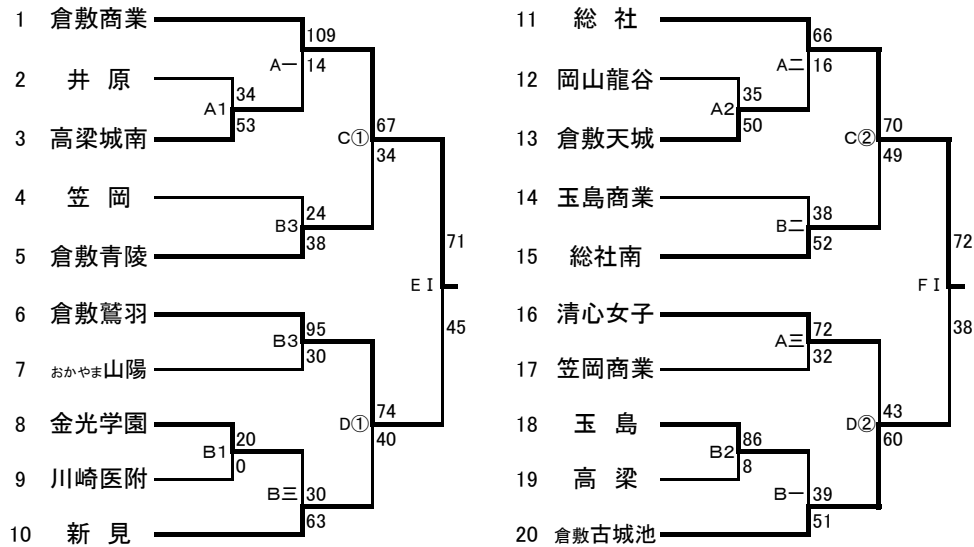 1 倉敷商業
109
A一
14
2 井原
34
A1
53
3 高梁城南
67
C①
34
4 笠岡
24
B3
38
5 倉敷青陵
71
EⅠ
45
6 倉敷鷲羽
95
B3
30
7 おかやま山陽
74
D①
40
8 金光学園
20
B1
0
9 川崎医附
30
B三
63
10 新見
11 総社
66
A二
16
12 岡山龍谷
35
A2
50
13 倉敷天城
70
C②
49
14 玉島商業
38
B二
52
15 総社南
72
FⅠ
38
16 清心女子
72
A三
32
17 笠岡商業
43
D②
60
18 玉島
86
B2
8
19 高梁
39
B一
51
20 倉敷古城池